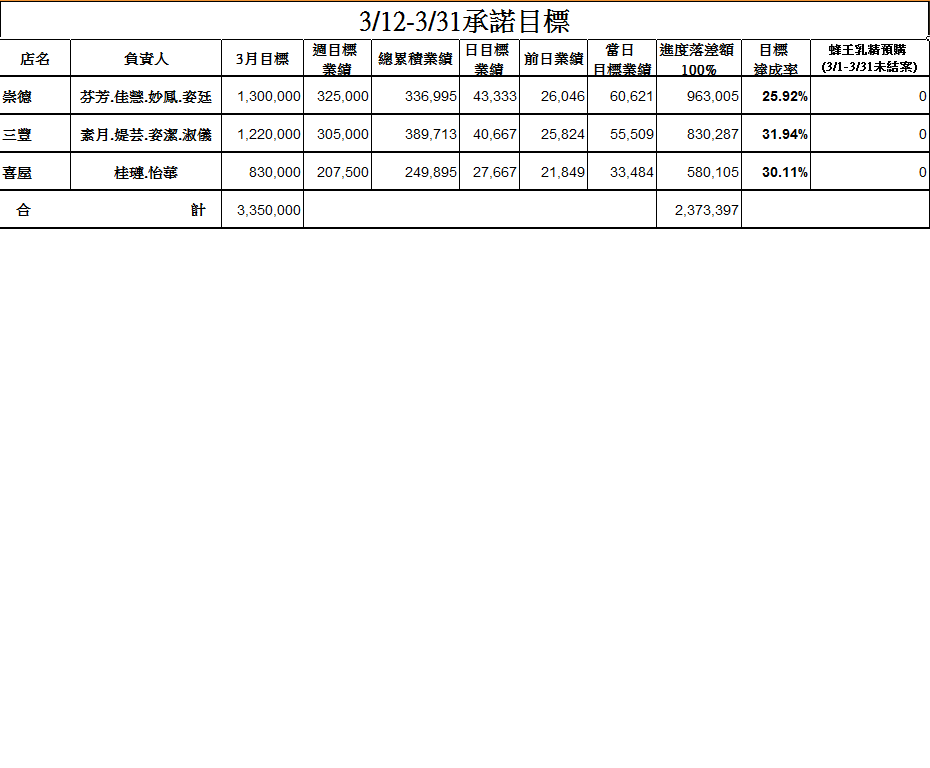 3/12-3/31承諾目標
店名 負責人 3月目標 週目標業績 總累積業績 日目標業績 前日業績 當日目標業績 進度落差額100% 目標達成率 蜂王乳精預購(3/1-3/31未結案)
崇德 芬芳.佳慧.妙鳳.姿廷 1,300,000 325,000 336,995 43,333 26,046 60,621 963,005 25.92% 0
三豐 素月.媞芸.姿潔.淑儀 1,220,000 305,000 389,713 40,667 25,824 55,509 830,287 31.94% 0
喜屋 桂璉.怡華 830,000 207,500 249,895 27,667 21,849 33,484 580,105 30.11% 0
合 計 3,350,000 2,373,397